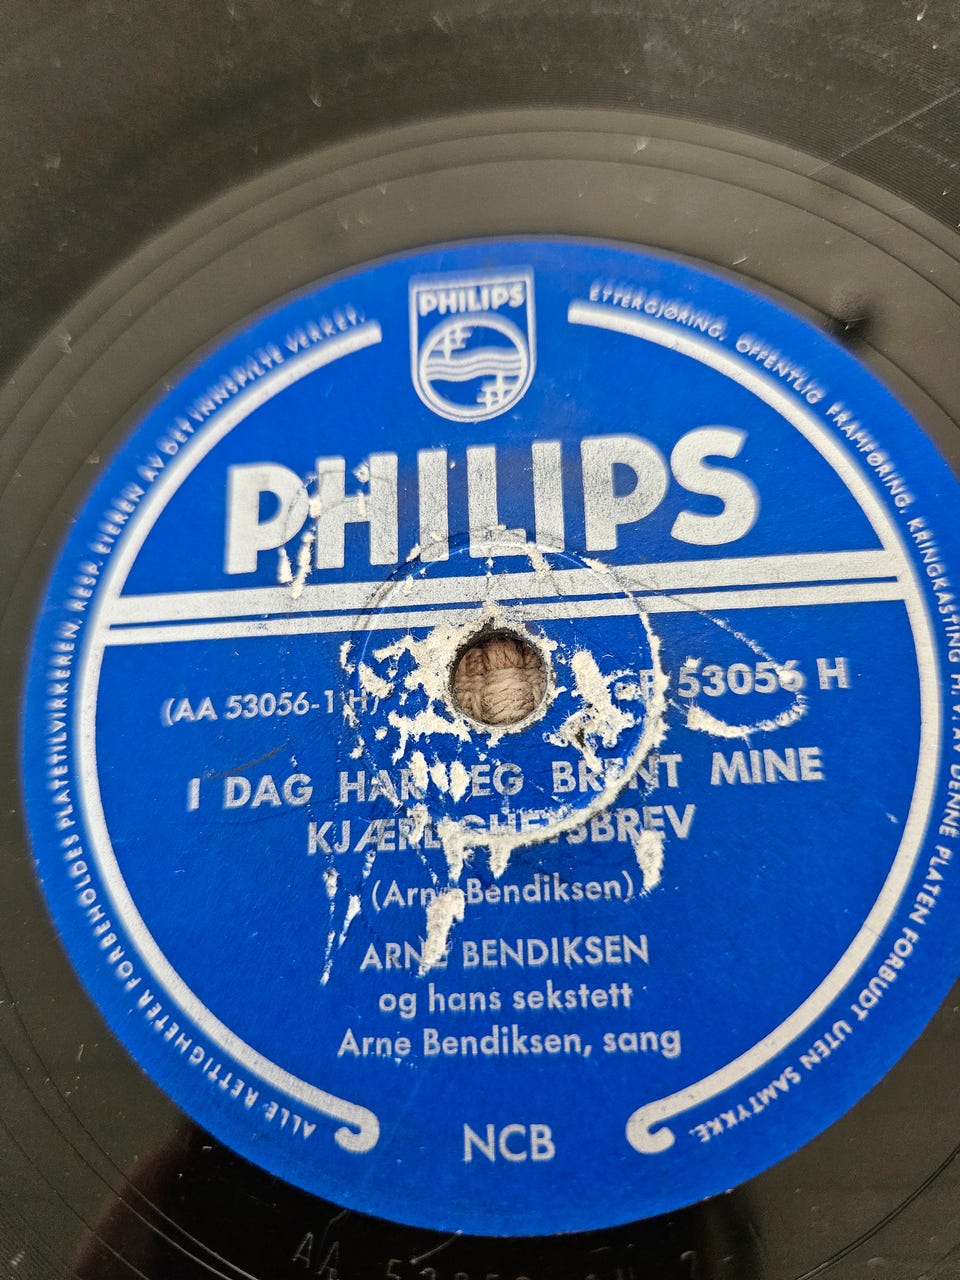 PHILIPS
PHILIPS
(AA 53056-1 H)
53056 H
I DAG HAR JEG BRENT MINE
KJÆRLIGHETSBREV
(Arne Bendiksen)
ARNE BENDIKSEN
og hans sekstett
Arne Bendiksen, sang
NCB
ALLE RETTIGHETER FORBEHOLDES PLATETILVIRKEREN, RESP. EIEREN AV DET INNSPILTE VERKET.
ETTERGJØRING, OFFENTLIG FRAMFØRING, KRINGKASTING M.V. AV DENNE PLATEN FORBUDT UTEN SAMTYKKE
AA